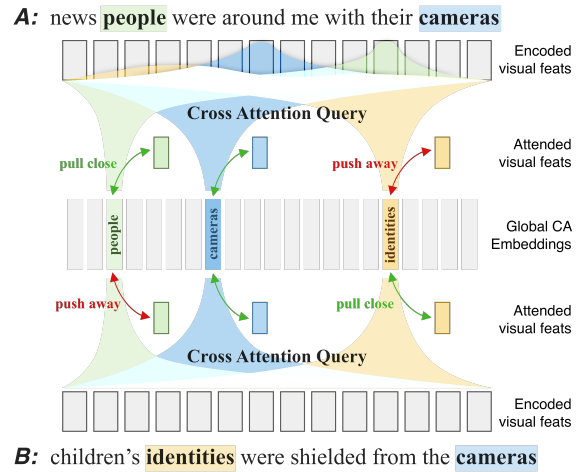 A: news people were around me with their cameras
Encoded
visual feats
Cross Attention Query
pull close
push away
Attended
visual feats
people
cameras
identities
Global CA
Embeddings
push away
pull close
Attended
visual feats
Cross Attention Query
Encoded
visual feats
B: children's identities were shielded from the cameras